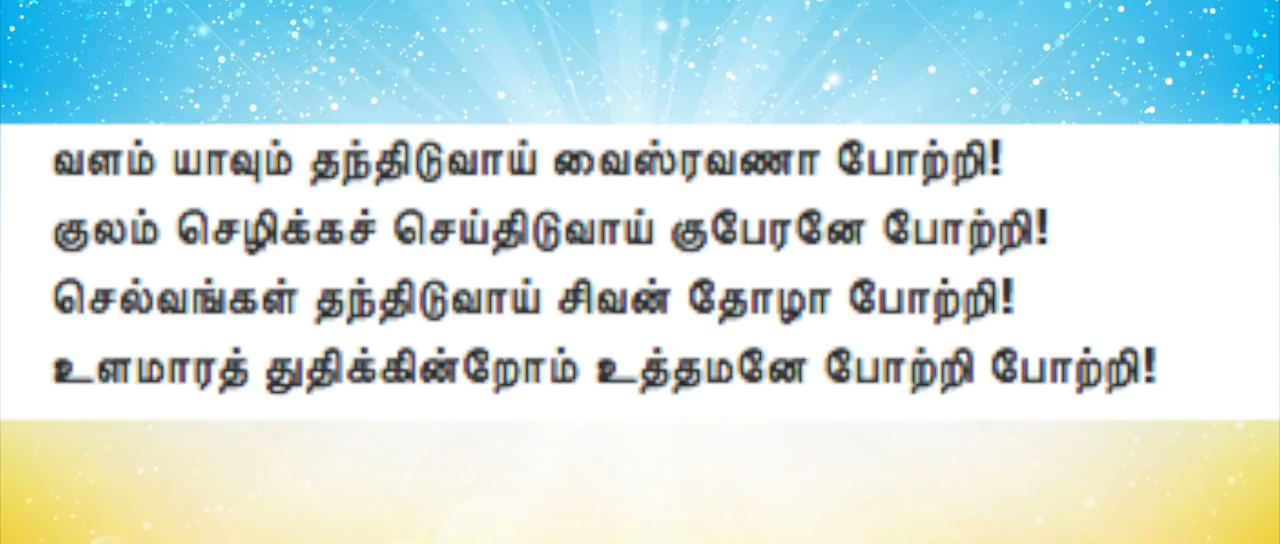 வளம் யாவும் தந்திடுவாய் வைஸ்ரவணா போற்றி!
குலம் செழிக்கச் செய்திடுவாய் குபேரனே போற்றி!
செல்வங்கள் தந்திடுவாய் சிவன் தோழா போற்றி!
உளமாரத் துதிக்கின்றோம் உத்தமனே போற்றி போற்றி!